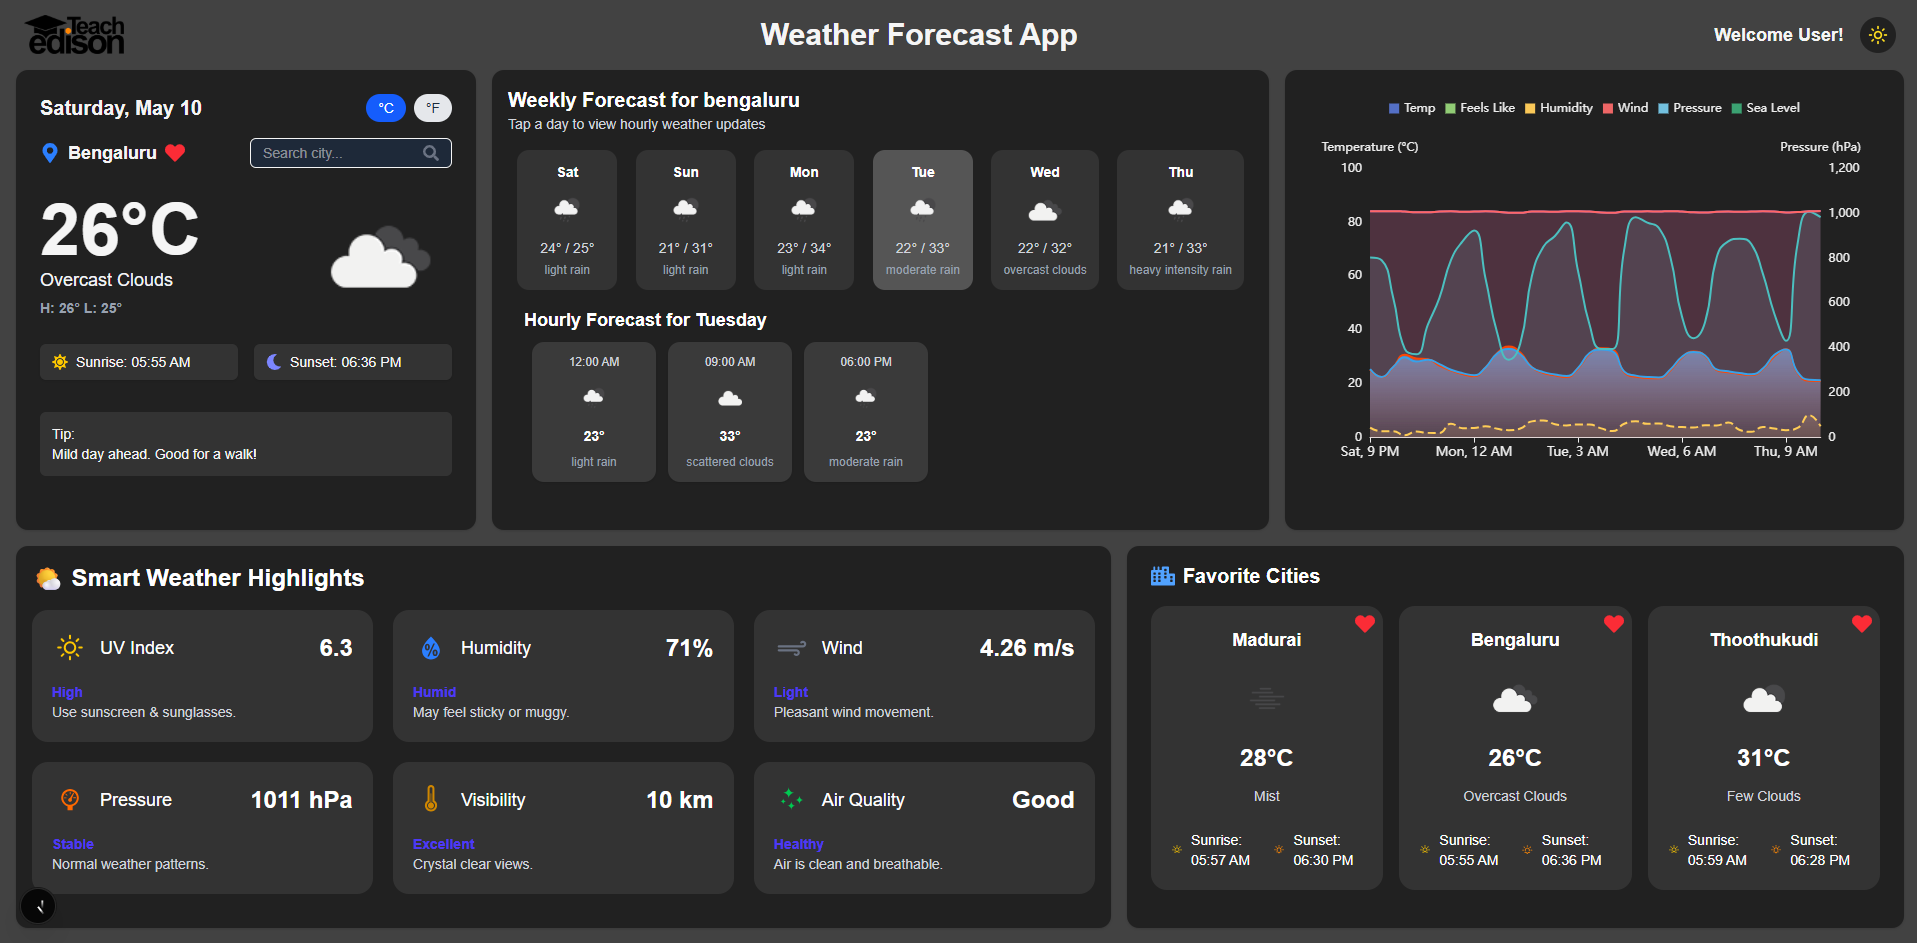 Teach
edison
Weather Forecast App
Welcome User!
Saturday, May 10
°C
°F
Bengaluru
Search city...
26°C
Overcast Clouds
H: 26° L: 25°
Sunrise: 05:55 AM
Sunset: 06:36 PM
Tip:
Mild day ahead. Good for a walk!
Weekly Forecast for bengaluru
Tap a day to view hourly weather updates
Sat
24° / 25°
light rain
Sun
21° / 31°
light rain
Mon
23° / 34°
light rain
Tue
22° / 33°
moderate rain
Wed
22° / 32°
overcast clouds
Thu
21° / 33°
heavy intensity rain
Hourly Forecast for Tuesday
12:00 AM
23°
light rain
09:00 AM
33°
scattered clouds
06:00 PM
23°
moderate rain
Temp Feels Like Humidity Wind Pressure Sea Level
Temperature (°C)
Pressure (hPa)
100
80
60
40
20
0
1,200
1,000
800
600
400
200
0
Sat, 9 PM Mon, 12 AM Tue, 3 AM Wed, 6 AM Thu, 9 AM
Smart Weather Highlights
UV Index 6.3
High
Use sunscreen & sunglasses.
Humidity 71%
Humid
May feel sticky or muggy.
Wind 4.26 m/s
Light
Pleasant wind movement.
Pressure 1011 hPa
Stable
Normal weather patterns.
Visibility 10 km
Excellent
Crystal clear views.
Air Quality Good
Healthy
Air is clean and breathable.
Favorite Cities
Madurai
28°C
Mist
Sunrise:
05:57 AM
Sunset:
06:30 PM
Bengaluru
26°C
Overcast Clouds
Sunrise:
05:55 AM
Sunset:
06:36 PM
Thoothukudi
31°C
Few Clouds
Sunrise:
05:59 AM
Sunset:
06:28 PM